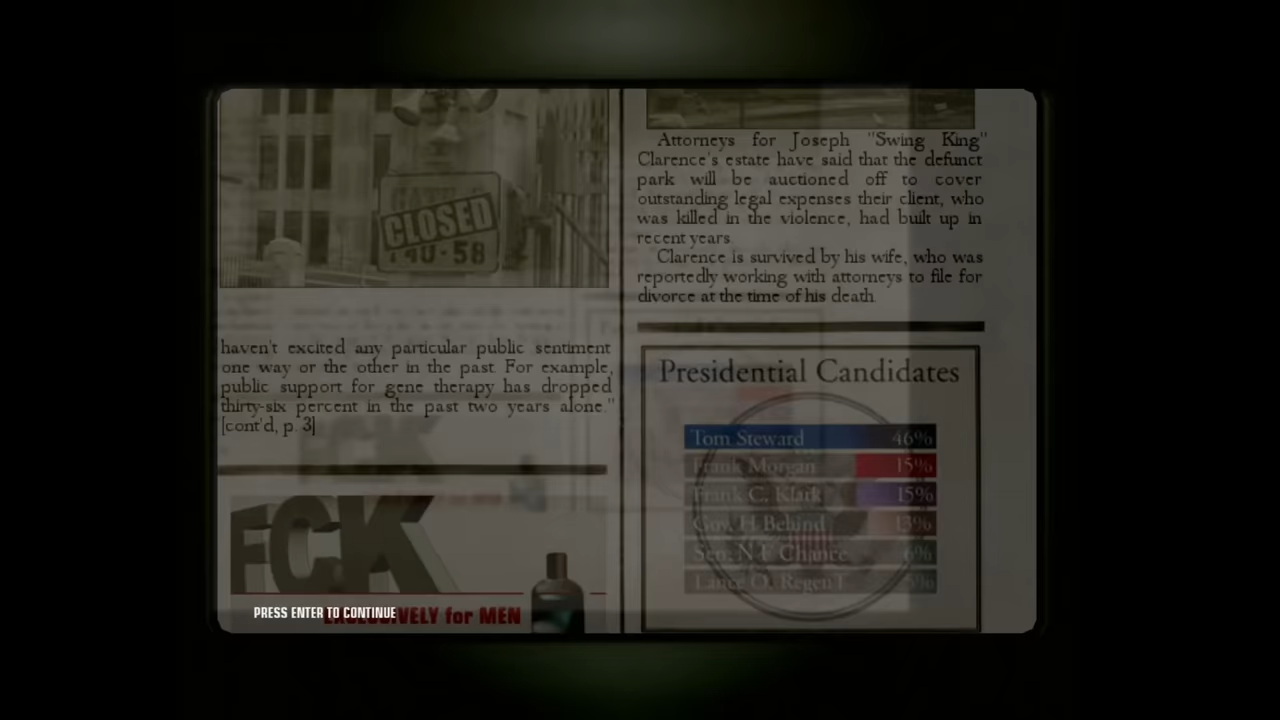 CLOSED
40-58
haven't excited any particular public sentiment
one way or the other in the past. For example,
public support for gene therapy has dropped
thirty-six percent in the past two years alone."
[cont'd, p. 3]
FCK
EXCLUSIVELY for MEN
PRESS ENTER TO CONTINUE
Attorneys for Joseph "Swing King"
Clarence's estate have said that the defunct
park will be auctioned off to cover
outstanding legal expenses their client, who
was killed in the violence, had built up in
recent years.
Clarence is survived by his wife, who was
reportedly working with attorneys to file for
divorce at the time of his death.
Presidential Candidates
Tom Steward 46%
Frank Morgan 15%
Frank C. Klark 15%
Gov. H Behind 13%
Sen. N F Chance 6%
Lance O. Regen I